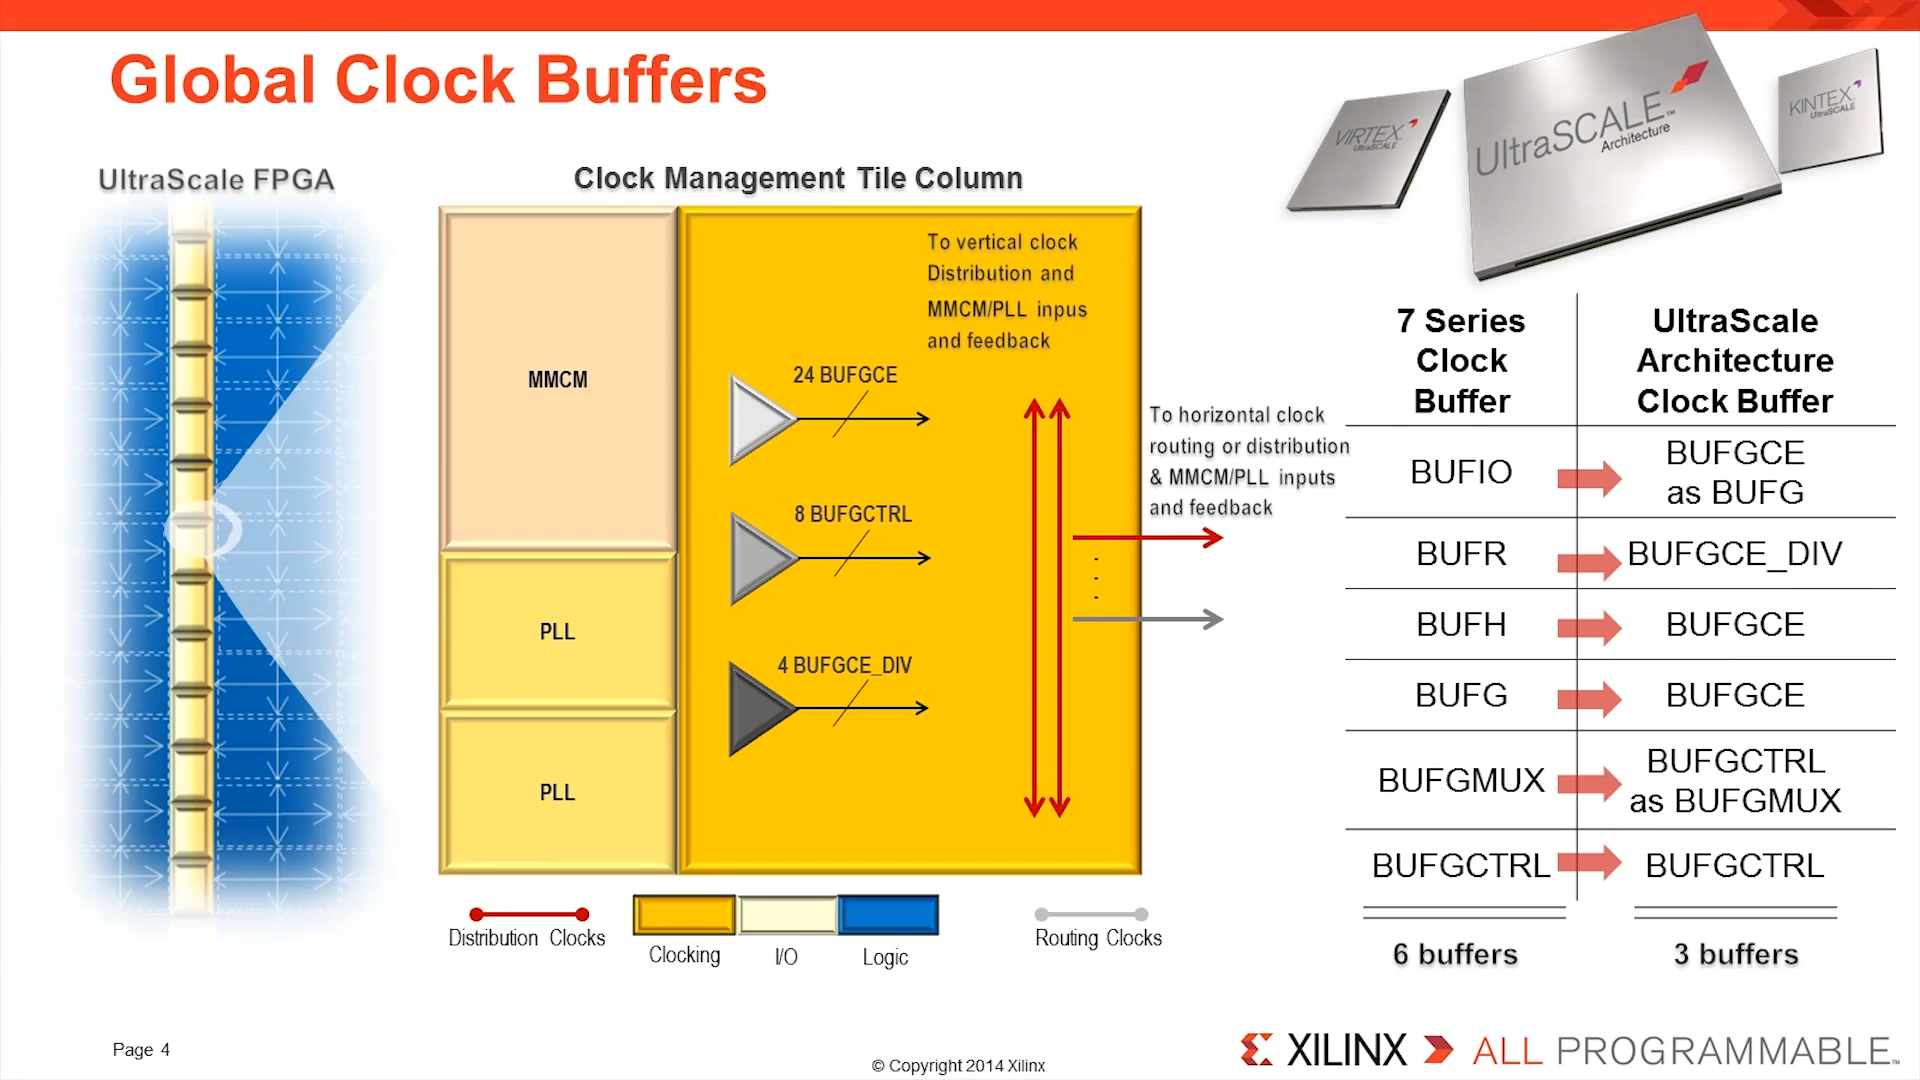 Global Clock Buffers
VIRTEX
UltraSCALE
UltraSCALE™
Architecture
KINTEX
UltraSCALE
UltraScale FPGA
Clock Management Tile Column
To vertical clock
Distribution and
MMCM/PLL inpus
and feedback
MMCM
PLL
PLL
24 BUFGCE
8 BUFGCTRL
4 BUFGCE_DIV
To horizontal clock
routing or distribution
& MMCM/PLL inputs
and feedback
Distribution Clocks
Clocking
I/O
Logic
Routing Clocks
7 Series
Clock
Buffer
UltraScale
Architecture
Clock Buffer
BUFIO
BUFGCE
as BUFG
BUFR
BUFGCE_DIV
BUFH
BUFGCE
BUFG
BUFGCE
BUFGMUX
BUFGCTRL
as BUFGMUX
BUFGCTRL
BUFGCTRL
6 buffers
3 buffers
Page 4
© Copyright 2014 Xilinx
XILINX ALL PROGRAMMABLE™